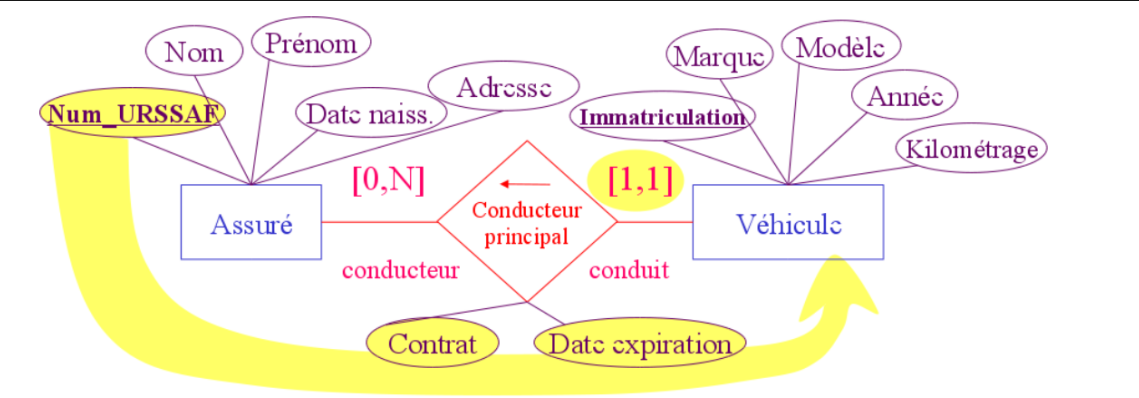 Nom
Prénom
Marque
Modèle
Num_URSSAF
Date naiss.
Adresse
Immatriculation
Année
Kilométrage
[0,N]
[1,1]
Assuré
Conducteur
principal
Véhicule
conducteur
conduit
Contrat
Date expiration